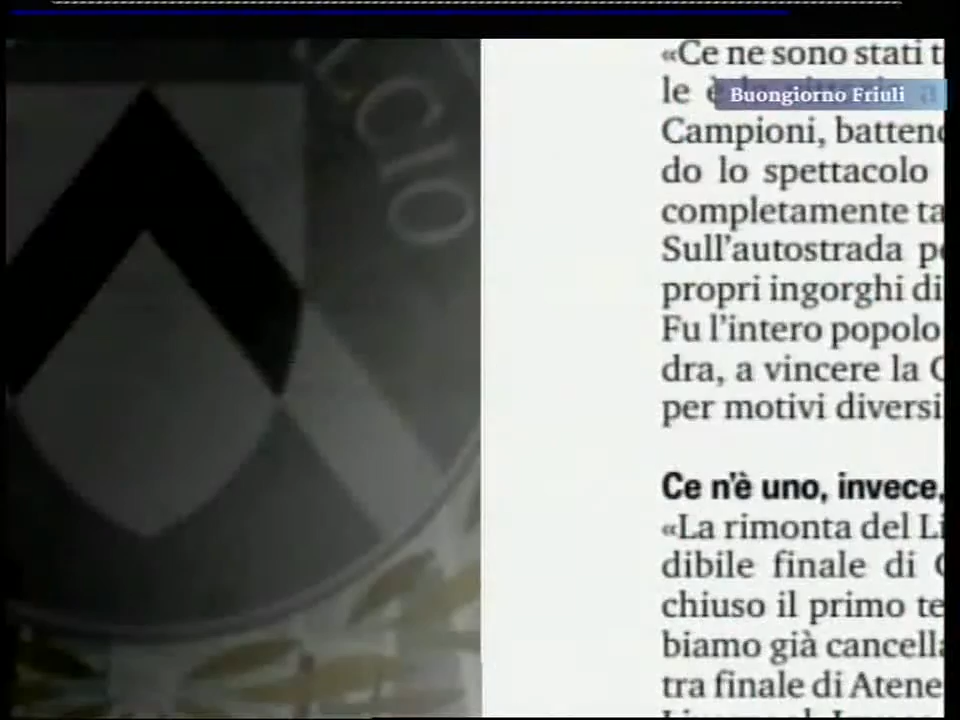 LCIO
Buongiorno Friuli
«Ce ne sono stati t
le è
Campioni, batten
do lo spettacolo
completamente ta
Sull'autostrada p
propri ingorghi di
Fu l'intero popolo
dra, a vincere la C
per motivi diversi
Ce n'è uno, invece,
«La rimonta del Li
dibile finale di C
chiuso il primo te
biamo già cancella
tra finale di Atene